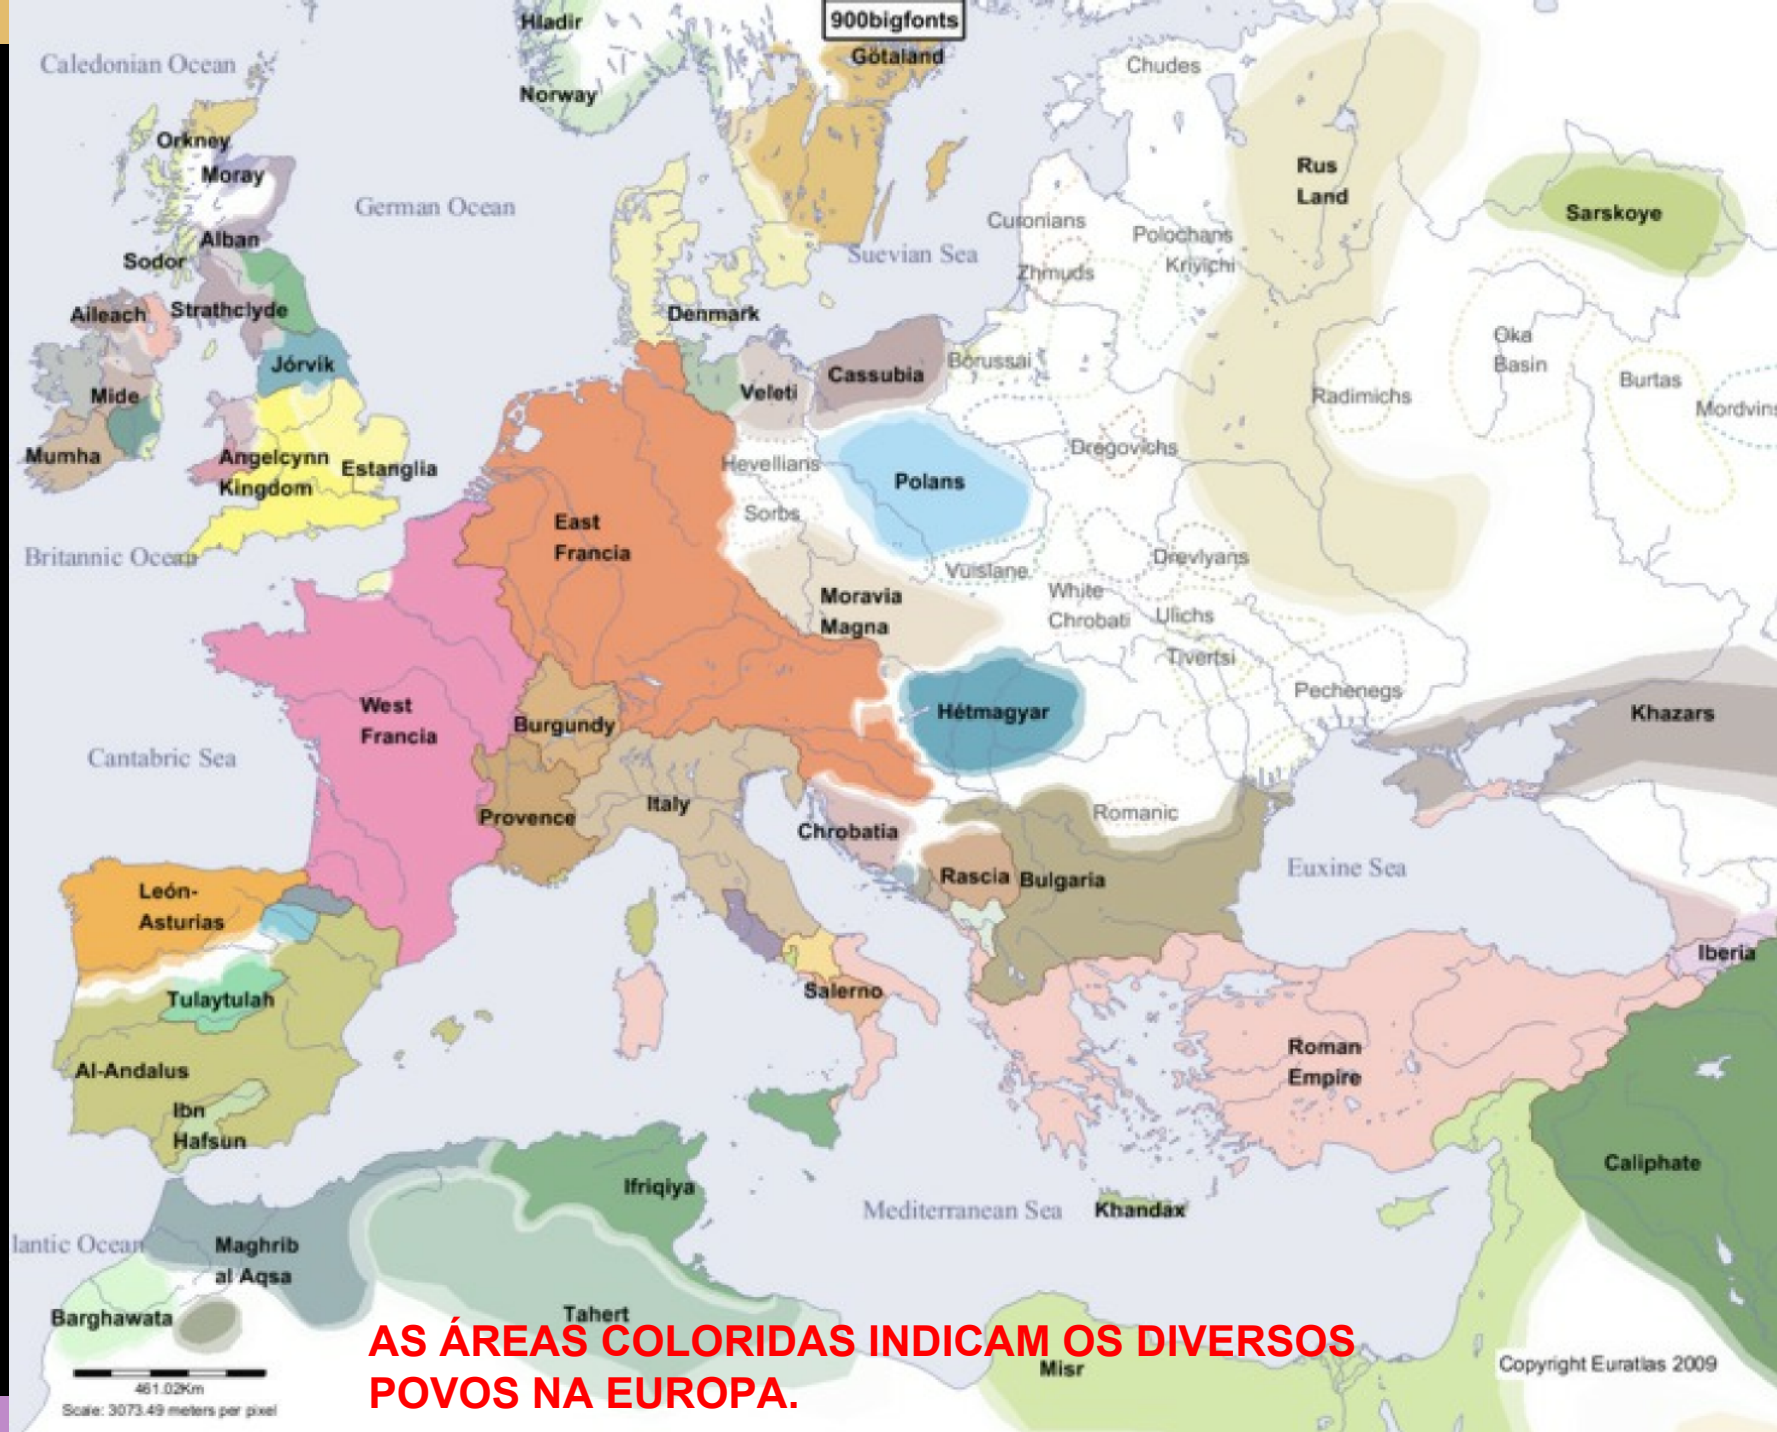 Hladir
900bigfonts
Götaland
Caledonian Ocean
Chudes
Norway
Orkney
Moray
Rus
Land
German Ocean
Sarskoye
Curonians
Alban
Polochans
Suevian Sea
Sodor
Krivichi
Zhmuds
Aileach
Strathclyde
Denmark
Oka
Basin
Jórvik
Borussai
Cassubia
Burtas
Veleti
Mide
Radimichs
Mordvins
Dregovichs
Mumha
Angelcynn
Kingdom
Estanglia
Hevellians
Polans
Sorbs
East
Francia
Britannic Ocean
Drevlyans
Vuislane
White
Chrobati
Moravia
Magna
Ulichs
Tivertsi
Pechenegs
West
Francia
Burgundy
Hétmagyar
Khazars
Cantabric Sea
Italy
Provence
Romanic
Chrobatia
Euxine Sea
Rascia
Bulgaria
León-
Asturias
Iberia
Salerno
Tulaytulah
Roman
Empire
Al-Andalus
Ibn
Hafsun
Caliphate
Ifriqiya
Mediterranean Sea
Khandax
lantic Ocean
Maghrib
al Aqsa
Barghawata
Tahert
AS ÁREAS COLORIDAS INDICAM OS DIVERSOS
POVOS NA EUROPA.
Misr
Copyright Euratlas 2009
461.02Km
Scale: 3073.49 meters per pixel